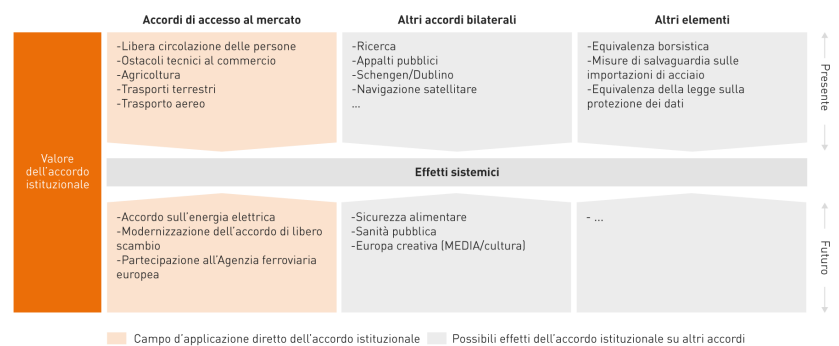 Accordi di accesso al mercato
Altri accordi bilaterali
Altri elementi
Valore
dell'accordo
istituzionale
-Libera circolazione delle persone
-Ostacoli tecnici al commercio
-Agricoltura
-Trasporti terrestri
-Trasporto aereo
-Ricerca
-Appalti pubblici
-Schengen/Dublino
-Navigazione satellitare
...
-Equivalenza borsistica
-Misure di salvaguardia sulle
importazioni di acciaio
-Equivalenza della legge sulla
protezione dei dati
Presente
Effetti sistemici
-Accordo sull'energia elettrica
-Modernizzazione dell'accordo di libero
scambio
-Partecipazione all'Agenzia ferroviaria
europea
-Sicurezza alimentare
-Sanità pubblica
-Europa creativa (MEDIA/cultura)
- ...
Futuro
Campo d'applicazione diretto dell'accordo istituzionale
Possibili effetti dell'accordo istituzionale su altri accordi